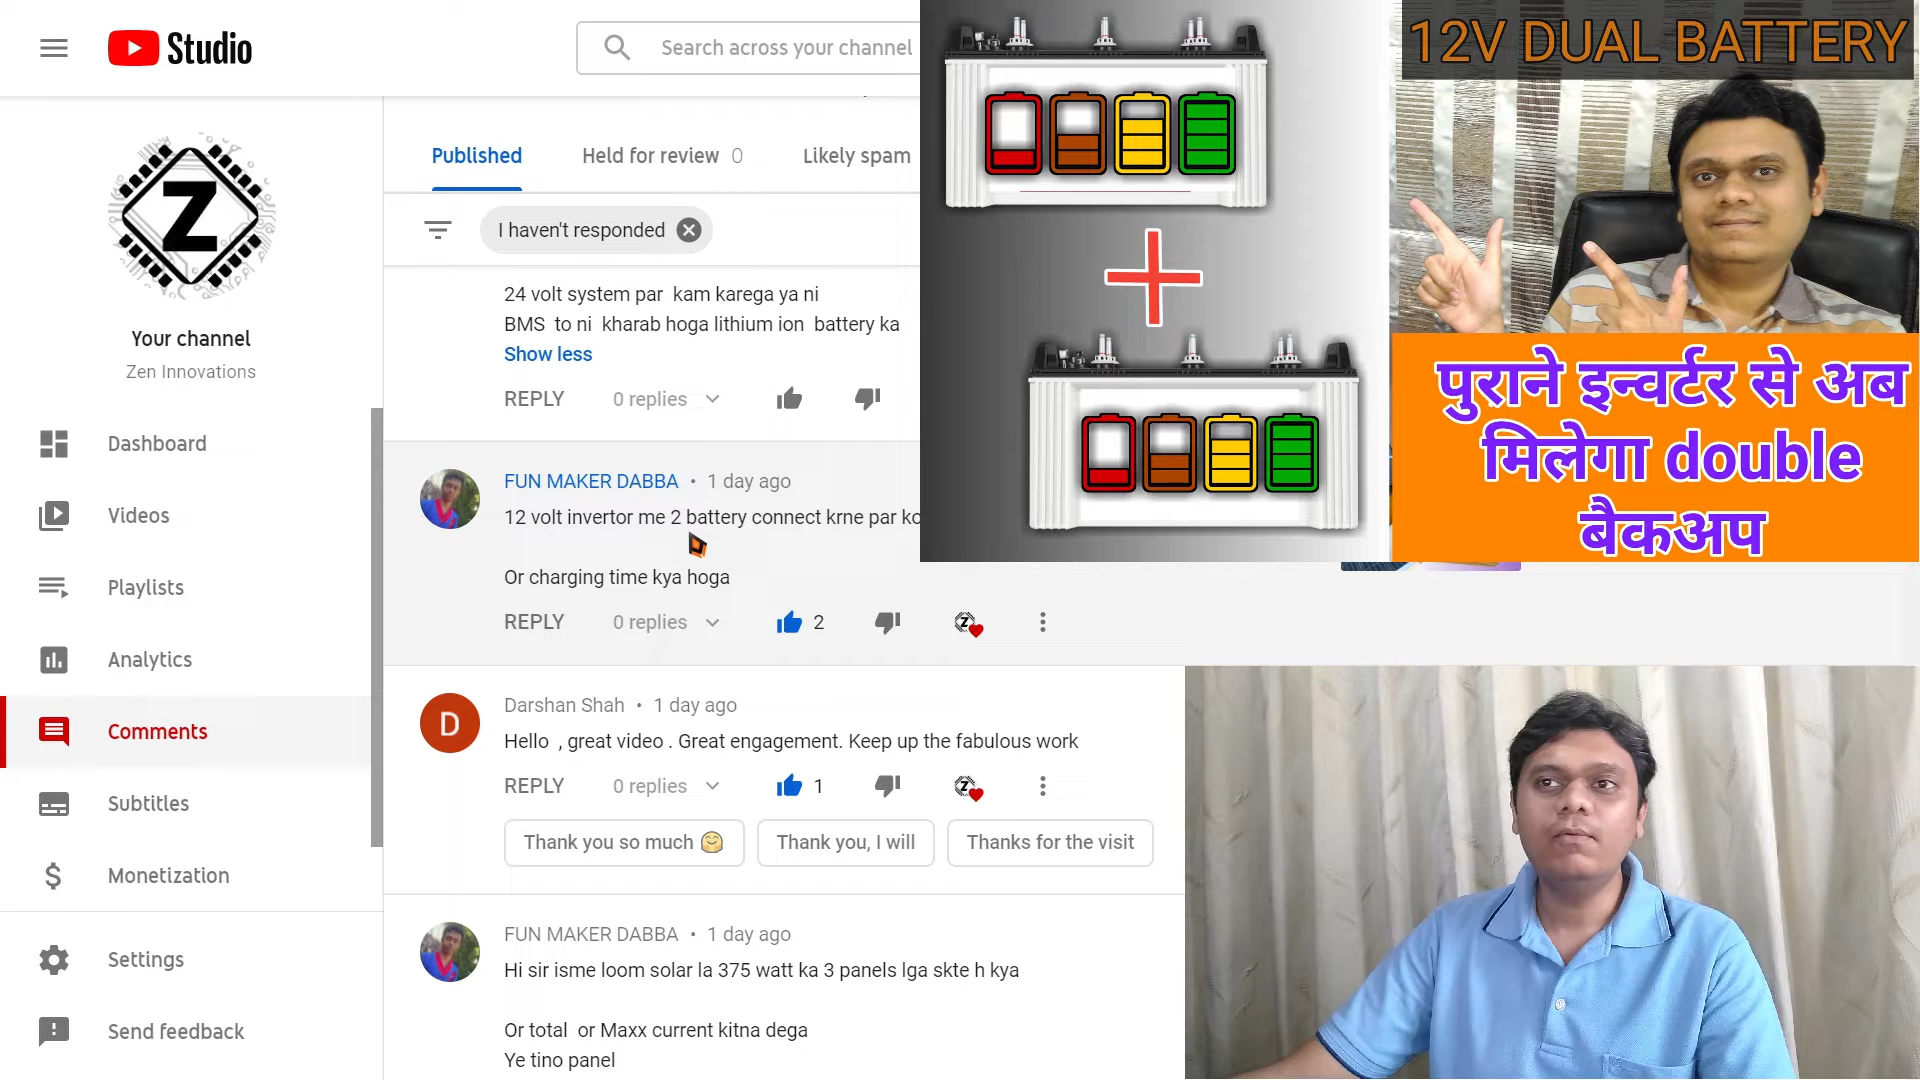 Studio
Search across your channel
12V DUAL BATTERY
Z
Your channel
Zen Innovations
Dashboard
Videos
Playlists
Analytics
Comments
Subtitles
Monetization
Settings
Send feedback
Published
Held for review 0
Likely spam
I haven't responded
24 volt system par kam karega ya ni
BMS to ni kharab hoga lithium ion battery ka
Show less
REPLY 0 replies
FUN MAKER DABBA • 1 day ago
12 volt invertor me 2 battery connect krne par ko
Or charging time kya hoga
REPLY 0 replies 2
D
Darshan Shah • 1 day ago
Hello , great video . Great engagement. Keep up the fabulous work
REPLY 0 replies 1
Thank you so much
Thank you, I will
Thanks for the visit
FUN MAKER DABBA • 1 day ago
Hi sir isme loom solar la 375 watt ka 3 panels lga skte h kya
Or total or Maxx current kitna dega
Ye tino panel
पुराने इन्वर्टर से अब
मिलेगा double
बैकअप